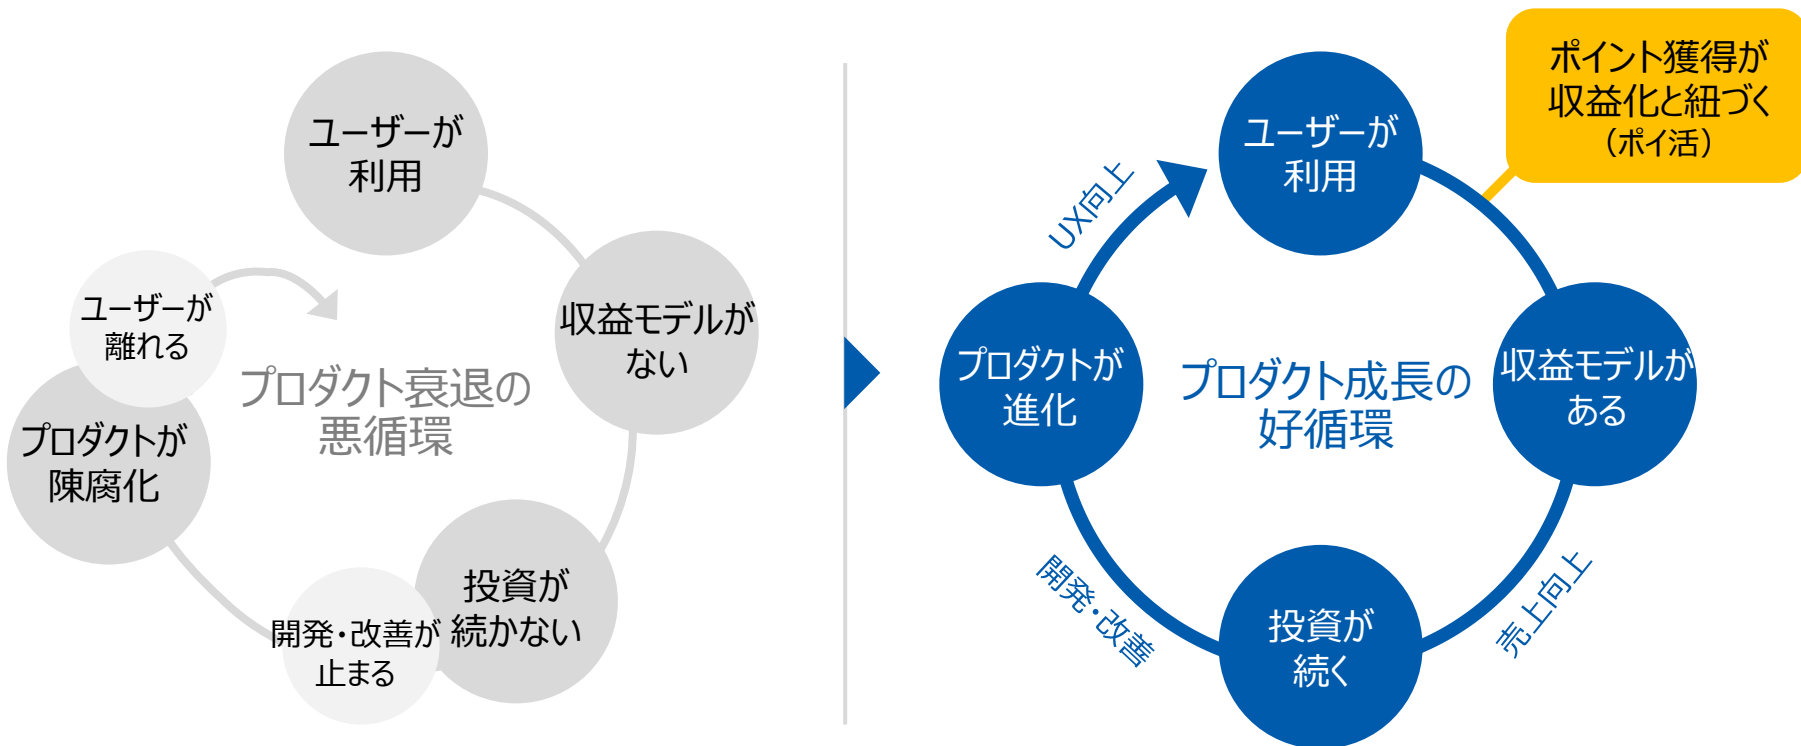 ユーザーが
利用
収益モデルが
ない
投資が
続かない
開発・改善が
止まる
プロダクトが
陳腐化
ユーザーが
離れる
プロダクト衰退の
悪循環
ポイント獲得が
収益化と紐づく
（ポイ活）
ユーザーが
利用
収益モデルが
ある
売上向上
投資が
続く
開発・改善
プロダクトが
進化
UX向上
プロダクト成長の
好循環